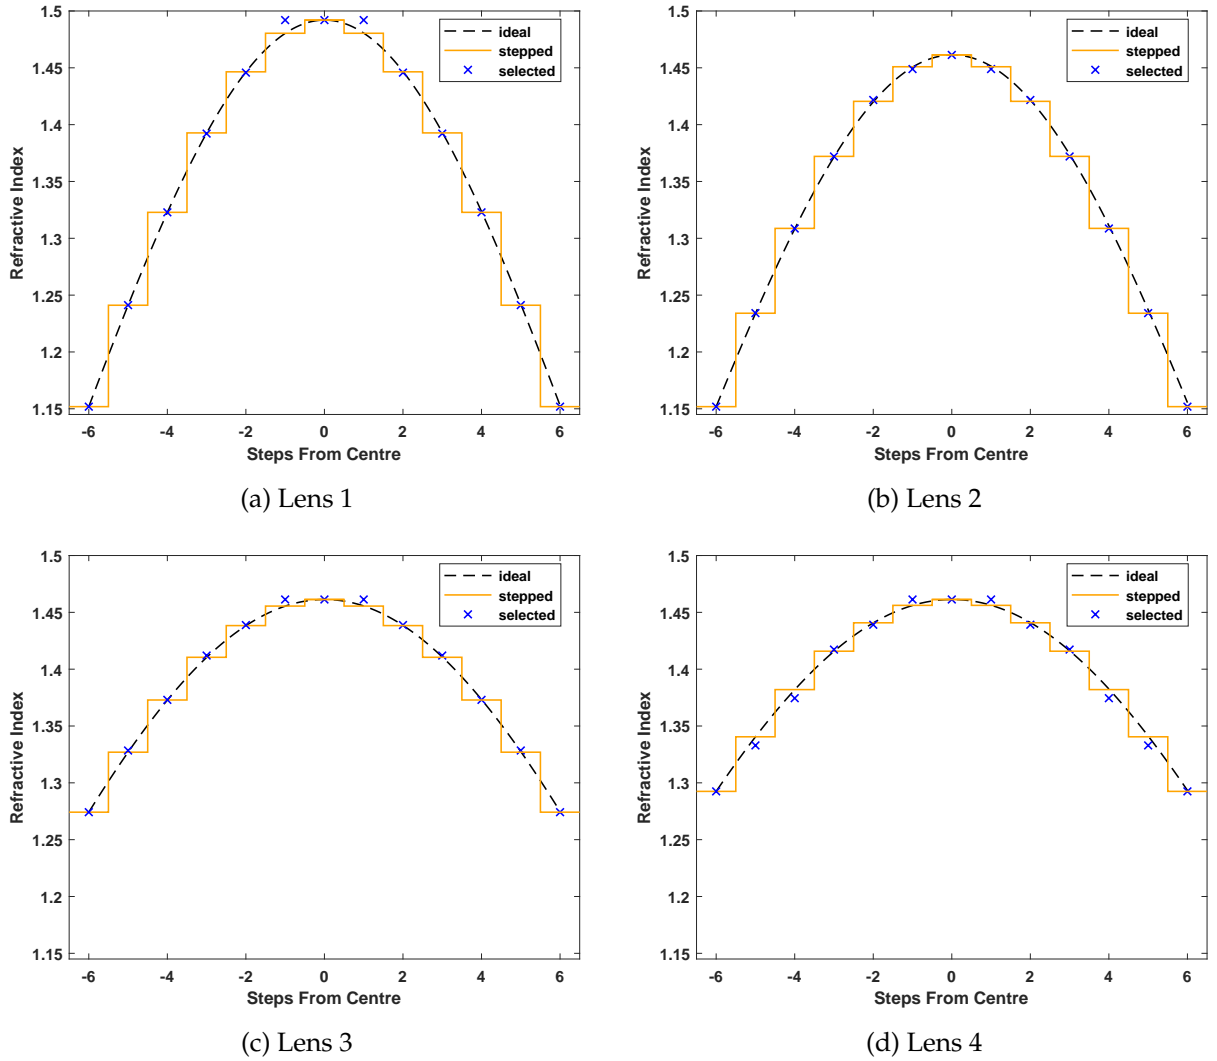 1.5
1.45
1.4
1.35
1.3
1.25
1.2
1.15
Refractive Index
-6 -4 -2 0 2 4 6
Steps From Centre
ideal
stepped
selected
(a) Lens 1
1.5
1.45
1.4
1.35
1.3
1.25
1.2
1.15
Refractive Index
-6 -4 -2 0 2 4 6
Steps From Centre
ideal
stepped
selected
(b) Lens 2
1.5
1.45
1.4
1.35
1.3
1.25
1.2
1.15
Refractive Index
-6 -4 -2 0 2 4 6
Steps From Centre
ideal
stepped
selected
(c) Lens 3
1.5
1.45
1.4
1.35
1.3
1.25
1.2
1.15
Refractive Index
-6 -4 -2 0 2 4 6
Steps From Centre
ideal
stepped
selected
(d) Lens 4